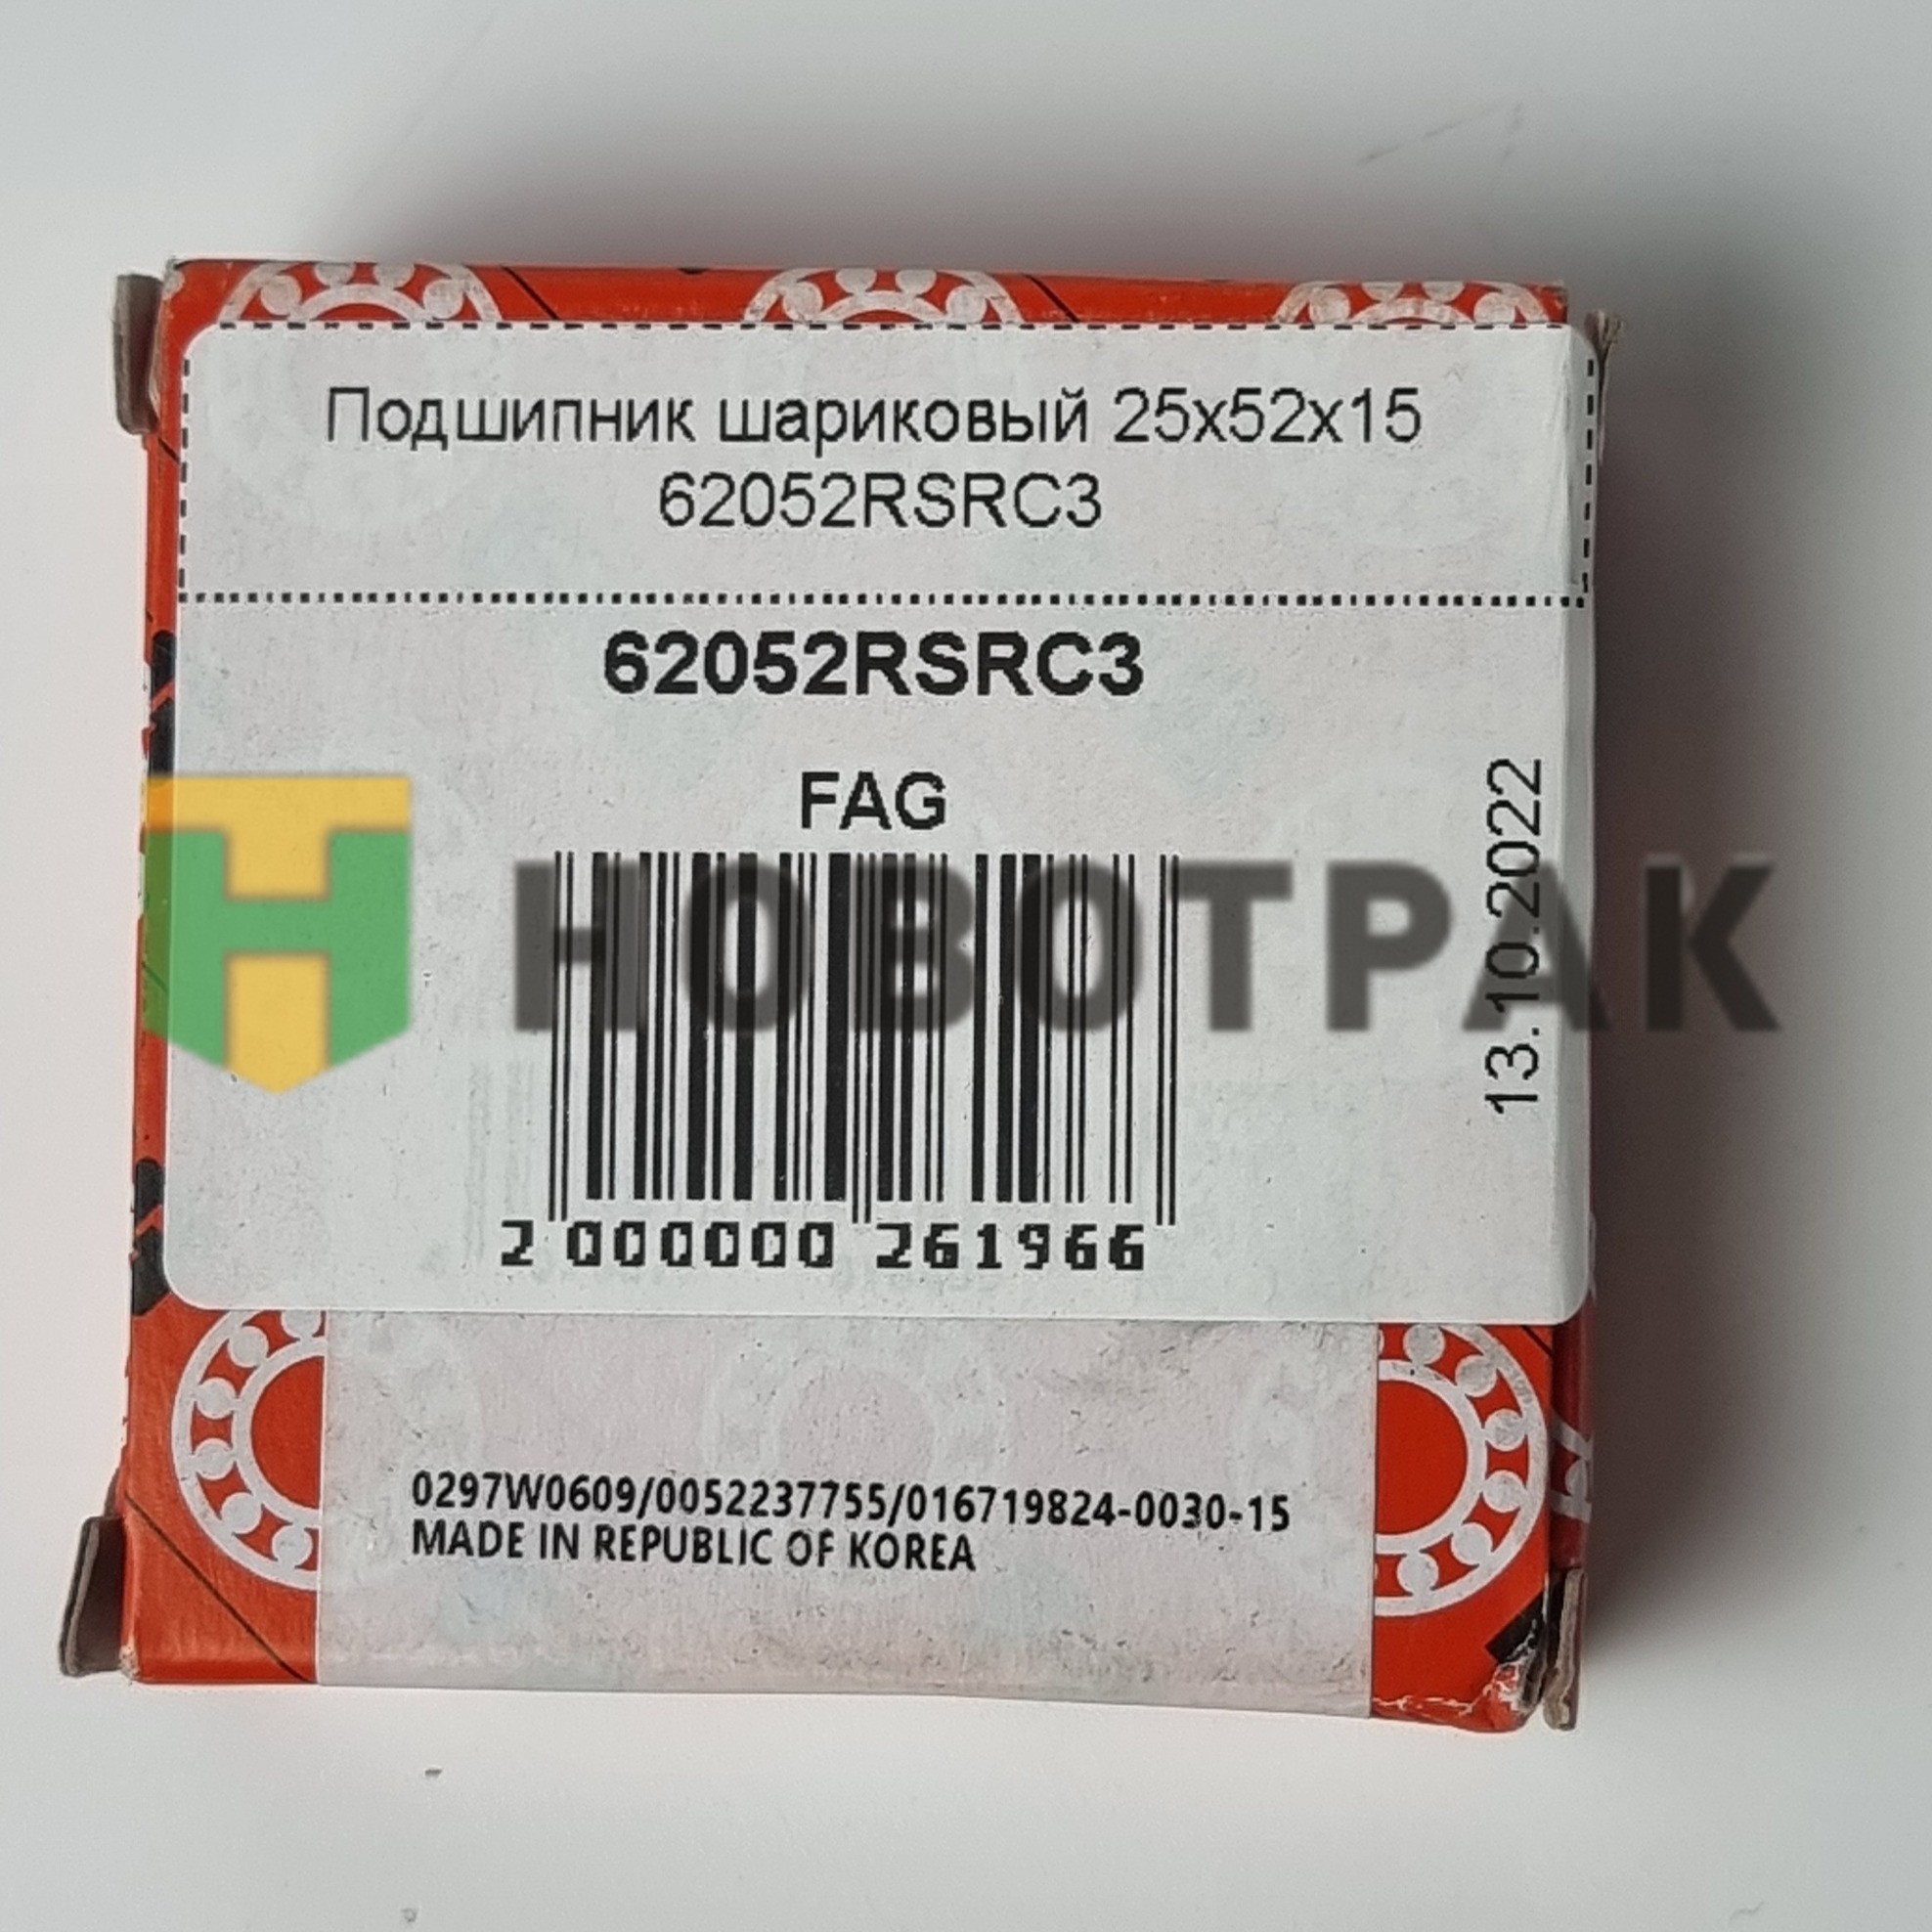 Подшипник шариковый 25x52x15
62052RSRC3
62052RSRC3
FAG
13.10.2022
НОВОТРАК
2 000000 261966
0297W0609/0052237755/016719824-0030-15
MADE IN REPUBLIC OF KOREA